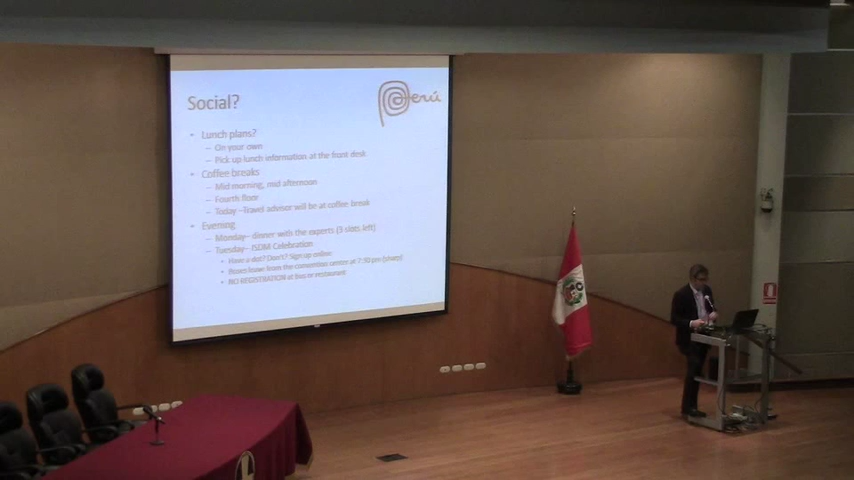 Social?
Perú
- Lunch plans?
– On your own
– Pick up lunch information at the front desk
- Coffee breaks
– Mid morning, mid afternoon
– Fourth floor
– Today –Travel advisor will be at coffee break
- Evening
– Monday– dinner with the experts (3 slots left)
– Tuesday– ISDM Celebration
- Have a dot? Don't? Sign up online
- Buses leave from the convention center at 7:30 pm (sharp)
- NO REGISTRATION at bus or restaurant